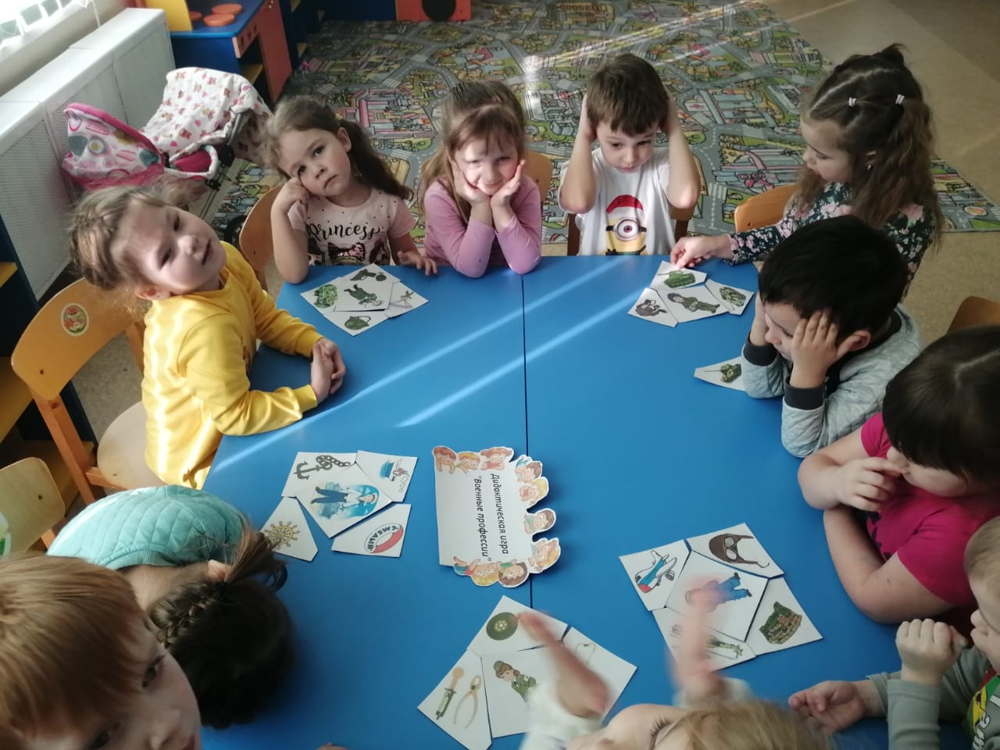 Дидактическая игра
"Военные профессии"
Princess
СМЕЛЫЙ